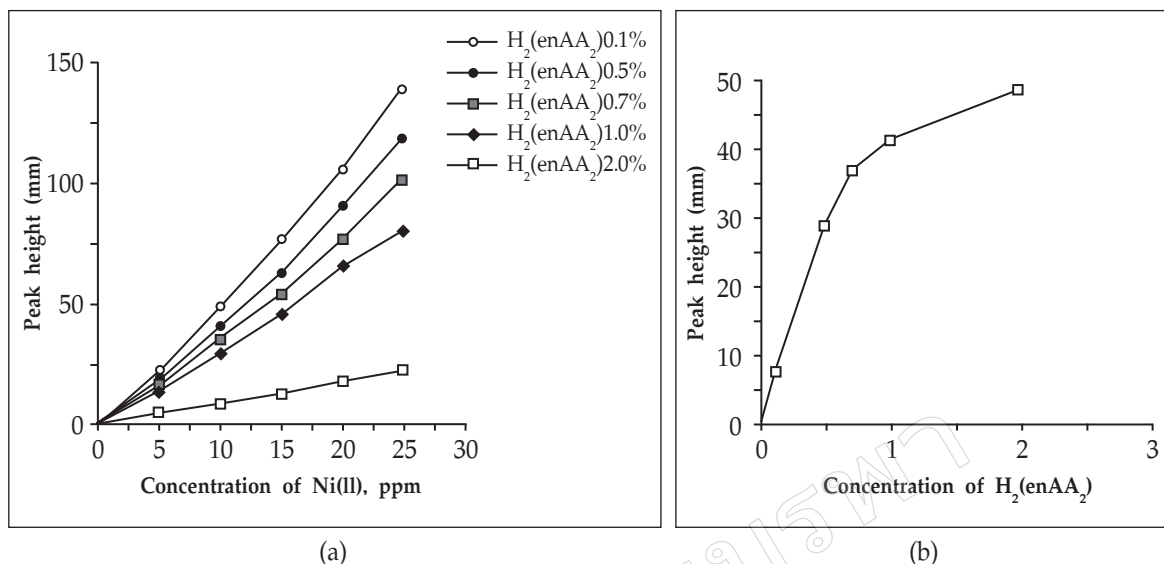 H₂(enAA₂)0.1%
H₂(enAA₂)0.5%
H₂(enAA₂)0.7%
H₂(enAA₂)1.0%
H₂(enAA₂)2.0%
150
100
50
0
Peak height (mm)
0 5 10 15 20 25 30
Concentration of Ni(ll), ppm
(a)
50
40
30
20
10
0
Peak height (mm)
0 1 2 3
Concentration of H₂(enAA₂)
(b)